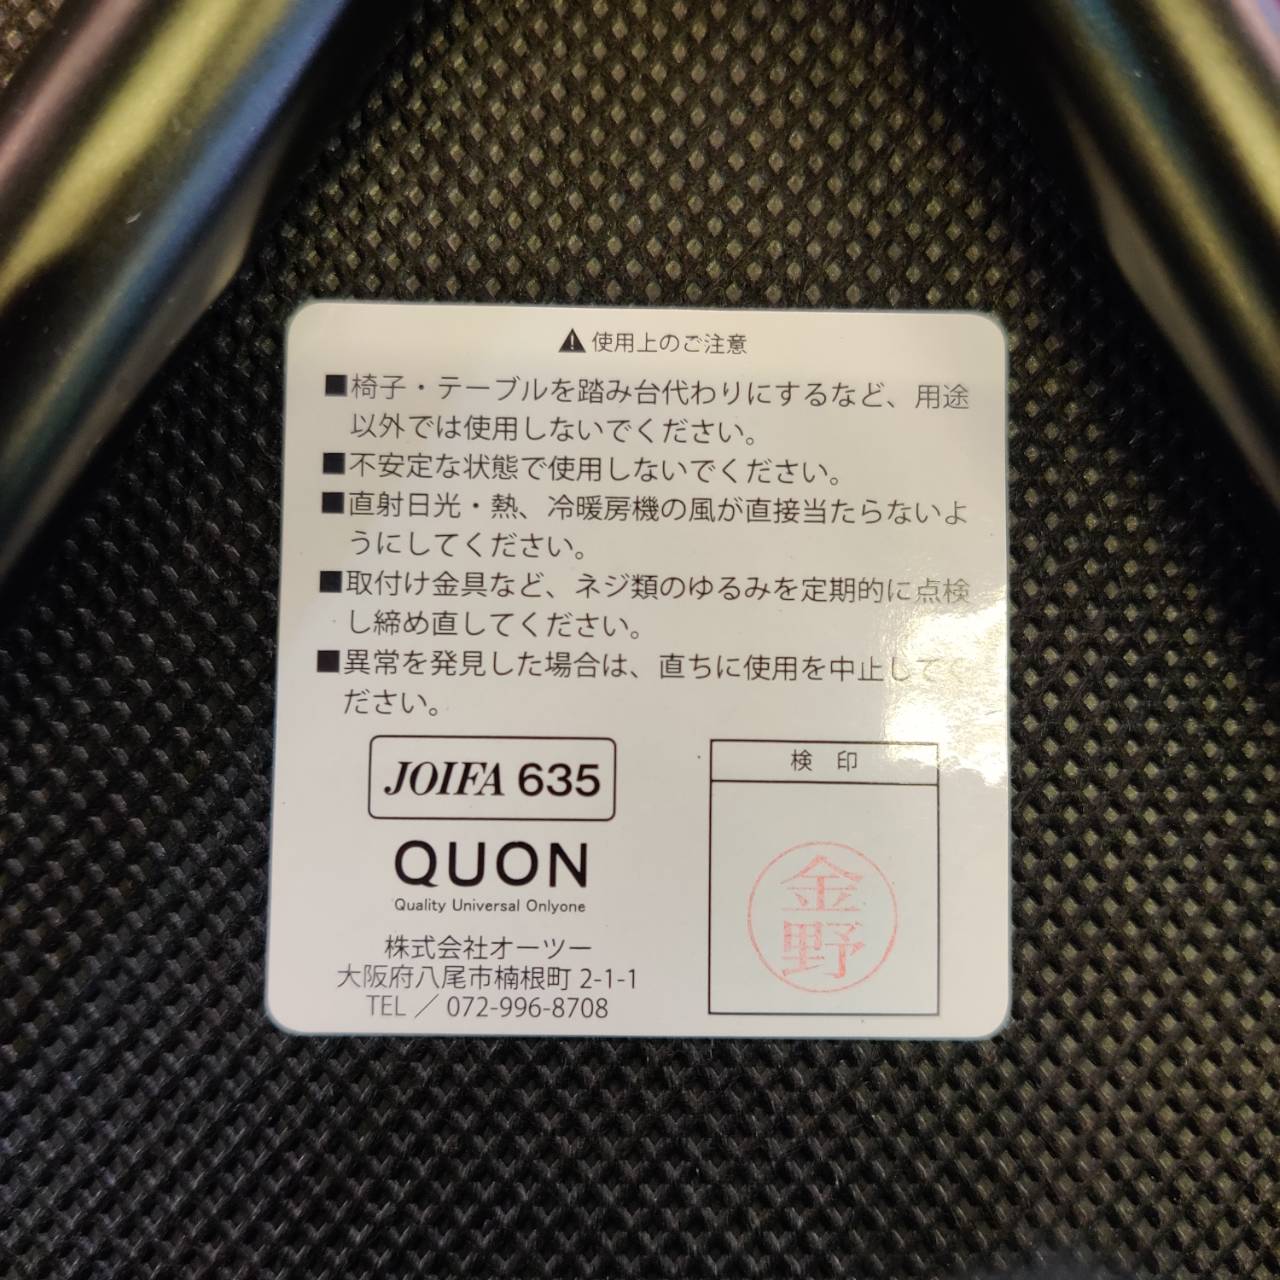 ⚠使用上のご注意
■椅子・テーブルを踏み台代わりにするなど、用途
以外では使用しないでください。
■不安定な状態で使用しないでください。
■直射日光・熱、冷暖房機の風が直接当たらないよ
うにしてください。
■取付け金具など、ネジ類のゆるみを定期的に点検
し締め直してください。
■異常を発見した場合は、直ちに使用を中止してく
ださい。
JOIFA 635
QUON
Quality Universal Onlyone
株式会社オーツー
大阪府八尾市楠根町 2-1-1
TEL ／ 072-996-8708
検 印
金野